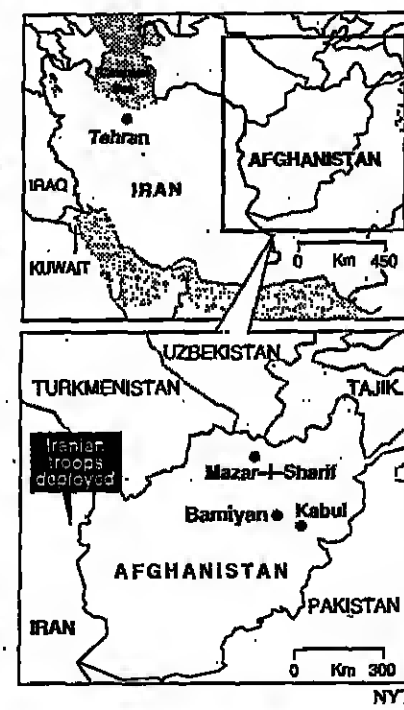 Tehran
AFGHANISTAN
IRAQ
IRAN
KUWAIT
0 Km 450
UZBEKISTAN
TURKMENISTAN
TAJIK.
Iranian
troops
deployed
Mazar-I-Sharif
Bamiyan
Kabul
AFGHANISTAN
PAKISTAN
IRAN
0 Km 300
NYT